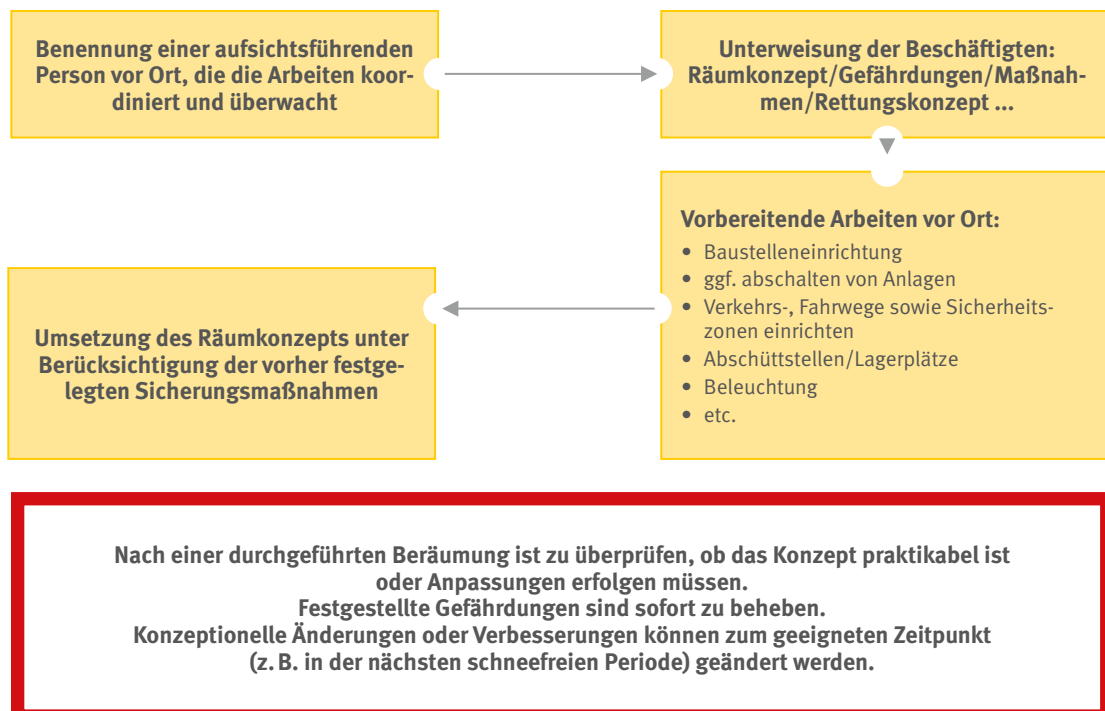 Benennung einer aufsichtsführenden
Person vor Ort, die die Arbeiten koor-
diniert und überwacht
Unterweisung der Beschäftigten:
Räumkonzept/Gefährdungen/Maßnah-
men/Rettungskonzept ...
Vorbereitende Arbeiten vor Ort:
• Baustelleneinrichtung
• ggf. abschalten von Anlagen
• Verkehrs-, Fahrwege sowie Sicherheits-
zonen einrichten
• Abschüttstellen/Lagerplätze
• Beleuchtung
• etc.
Umsetzung des Räumkonzepts unter
Berücksichtigung der vorher festge-
legten Sicherungsmaßnahmen
Nach einer durchgeführten Beräumung ist zu überprüfen, ob das Konzept praktikabel ist
oder Anpassungen erfolgen müssen.
Festgestellte Gefährdungen sind sofort zu beheben.
Konzeptionelle Änderungen oder Verbesserungen können zum geeigneten Zeitpunkt
(z. B. in der nächsten schneefreien Periode) geändert werden.